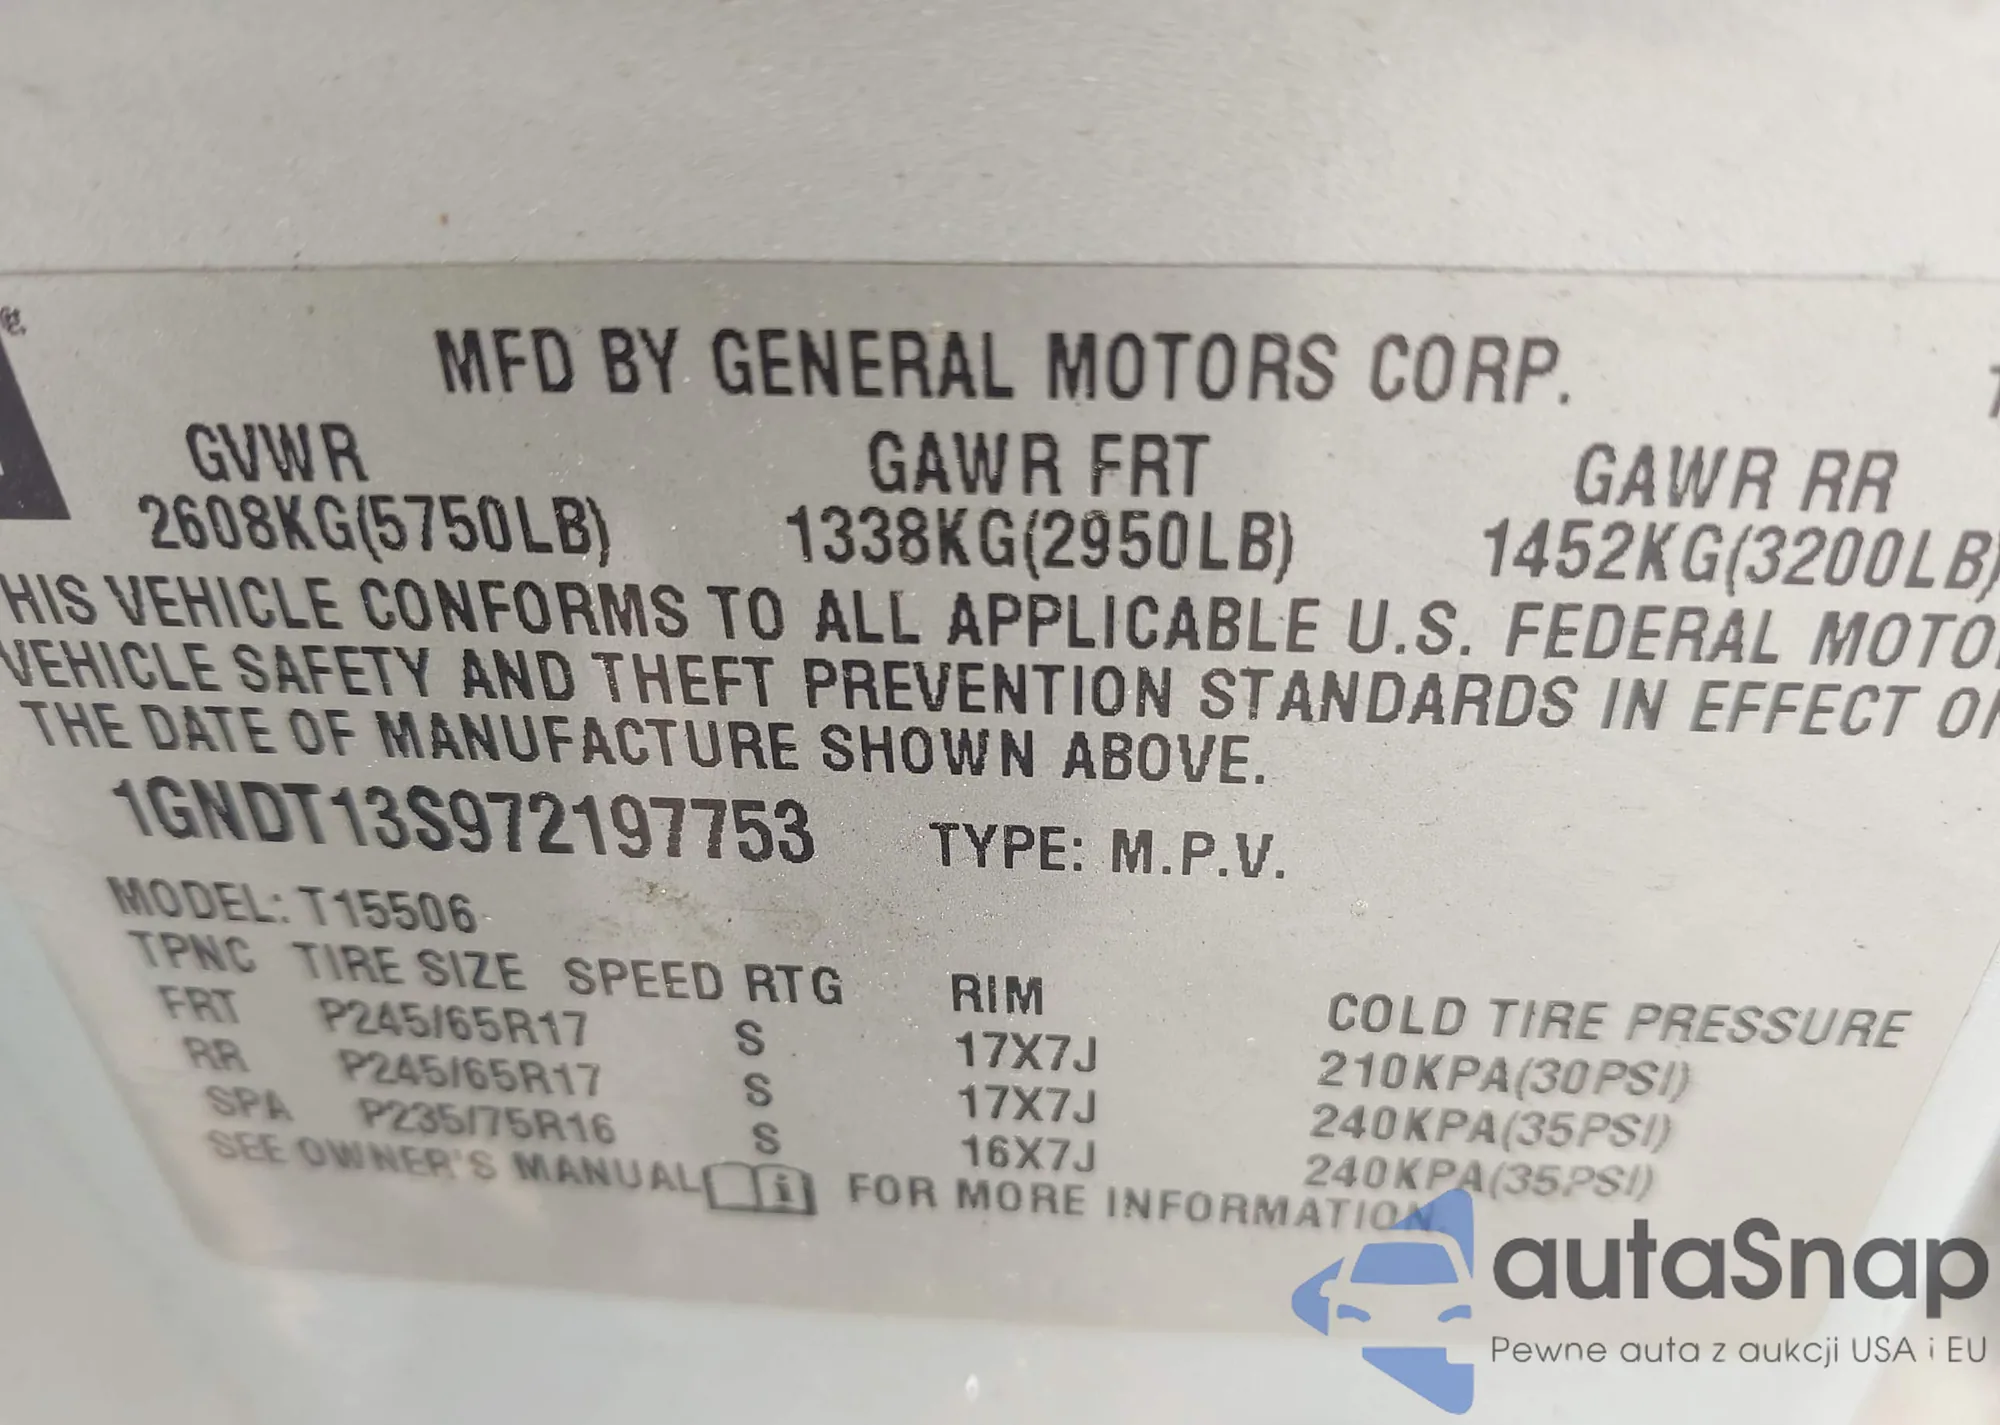 MFD BY GENERAL MOTORS CORP.
GVWR GAWR FRT GAWR RR
2608KG(5750LB) 1338KG(2950LB) 1452KG(3200LB)
HIS VEHICLE CONFORMS TO ALL APPLICABLE U.S. FEDERAL MOTO
VEHICLE SAFETY AND THEFT PREVENTION STANDARDS IN EFFECT ON
THE DATE OF MANUFACTURE SHOWN ABOVE.
1GNDT13S972197753 TYPE: M.P.V.
MODEL: T15506
TPNC TIRE SIZE SPEED RTG RIM COLD TIRE PRESSURE
FRT P245/65R17 S 17X7J 210KPA(30PSI)
RR P245/65R17 S 17X7J 240KPA(35PSI)
SPA P235/75R16 S 16X7J 240KPA(35PSI)
SEE OWNER'S MANUAL FOR MORE INFORMATION.
autaSnap
Pewne auta z aukcji USA i EU